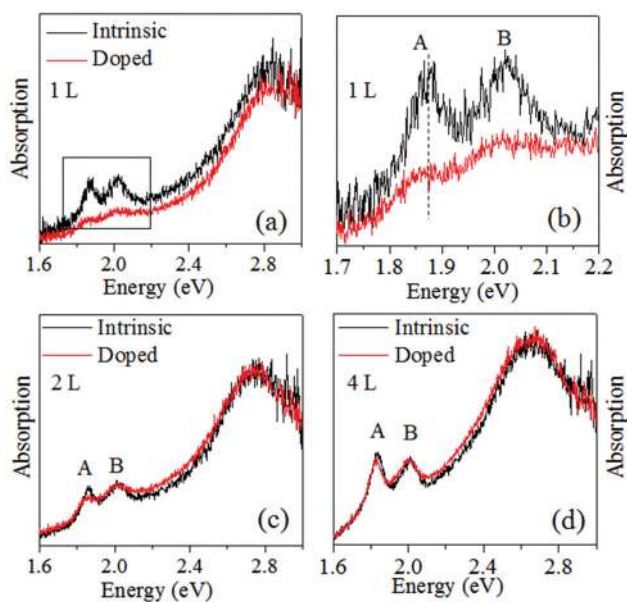 Intrinsic
Doped
1 L
(a)
Absorption
1.6 2.0 2.4 2.8
Energy (eV)
A
B
1 L
(b)
Absorption
1.7 1.8 1.9 2.0 2.1 2.2
Energy (eV)
Intrinsic
Doped
2 L
A
B
(c)
Absorption
1.6 2.0 2.4 2.8
Energy (eV)
Intrinsic
Doped
4 L
A
B
(d)
Absorption
1.6 2.0 2.4 2.8
Energy (eV)